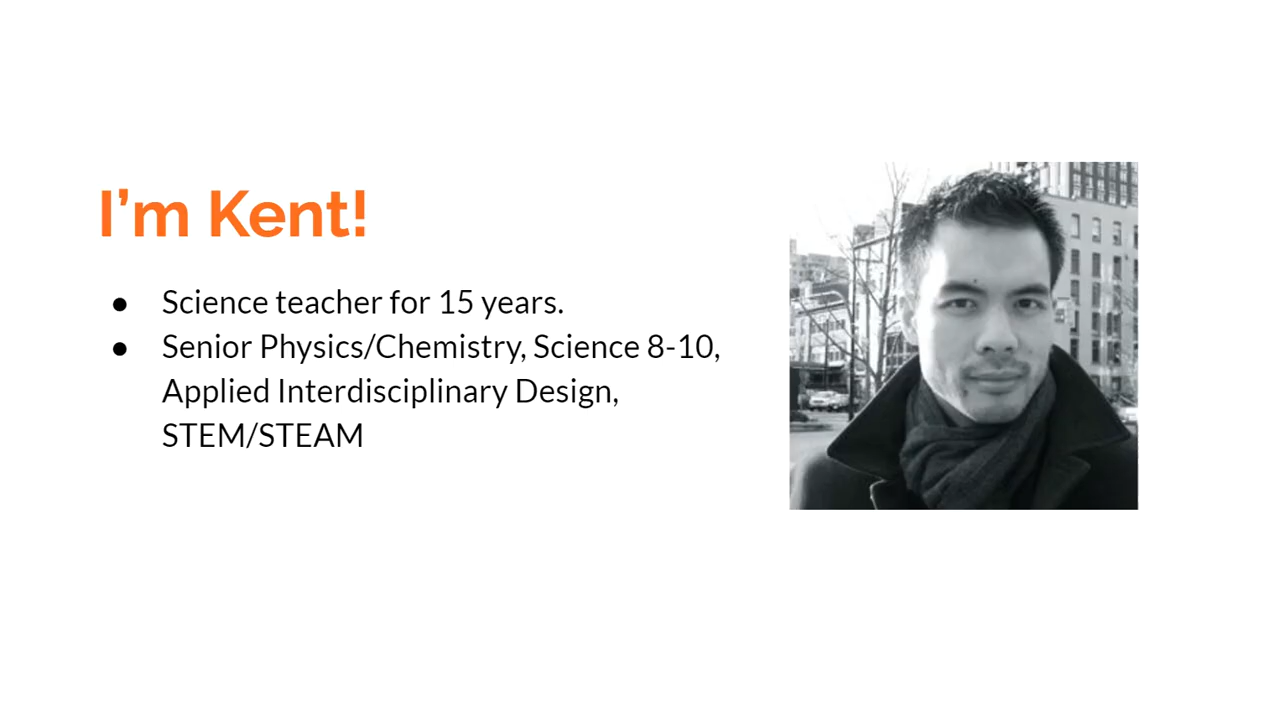 I’m Kent!
● Science teacher for 15 years.
● Senior Physics/Chemistry, Science 8-10,
Applied Interdisciplinary Design,
STEM/STEAM